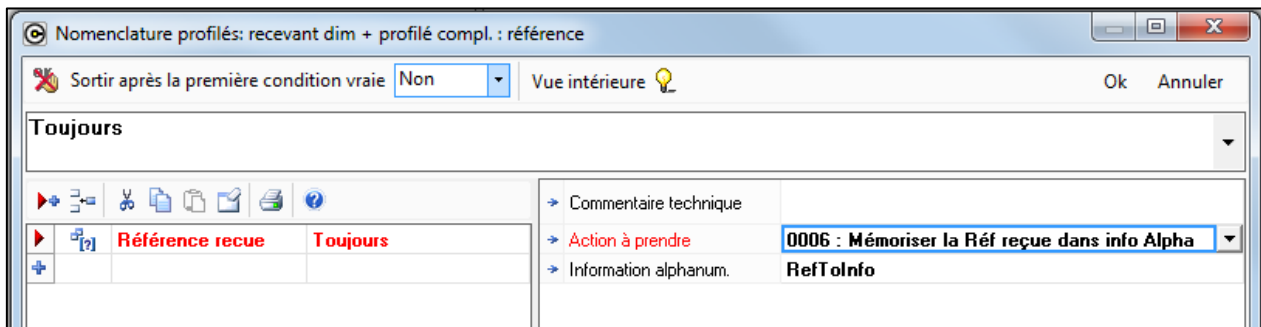 Nomenclature profilés: recevant dim + profilé compl. : référence
Sortir après la première condition vraie Non Vue intérieure Ok Annuler
Toujours
Commentaire technique
Référence recue Toujours Action à prendre 0006 : Mémoriser la Réf reçue dans info Alpha
Information alphanum. RefToInfo